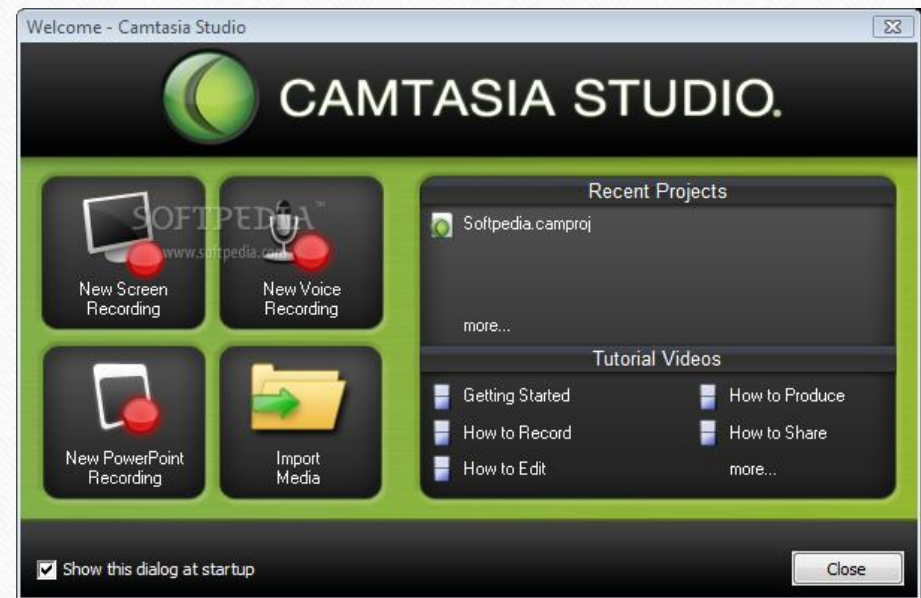 Welcome - Camtasia Studio
CAMTASIA STUDIO.
SOFTPEDIA™
www.softpedia.com
New Screen
Recording
New Voice
Recording
New PowerPoint
Recording
Import
Media
Recent Projects
Softpedia.camproj
more...
Tutorial Videos
Getting Started
How to Produce
How to Record
How to Share
How to Edit
more...
Show this dialog at startup
Close